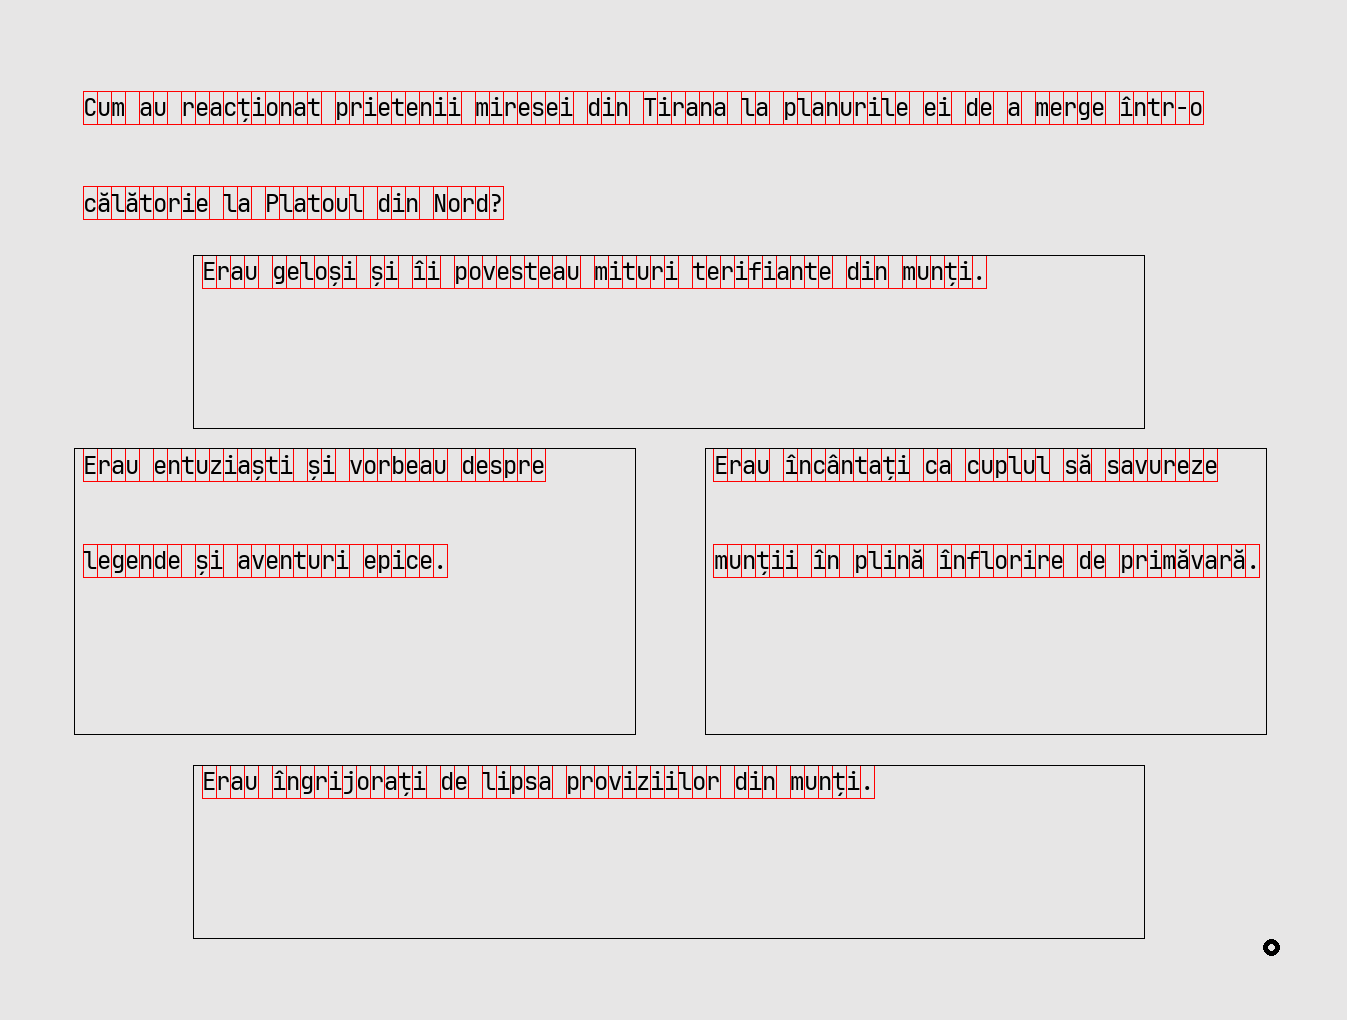 Cum au reacționat prietenii miresei din Tirana la planurile ei de a merge într-o
călătorie la Platoul din Nord?
Erau geloși și îi povesteau mituri terifiante din munți.
Erau entuziaști și vorbeau despre
legende și aventuri epice.
Erau încântați ca cuplul să savureze
munții în plină înflorire de primăvară.
Erau îngrijorați de lipsa proviziilor din munți.